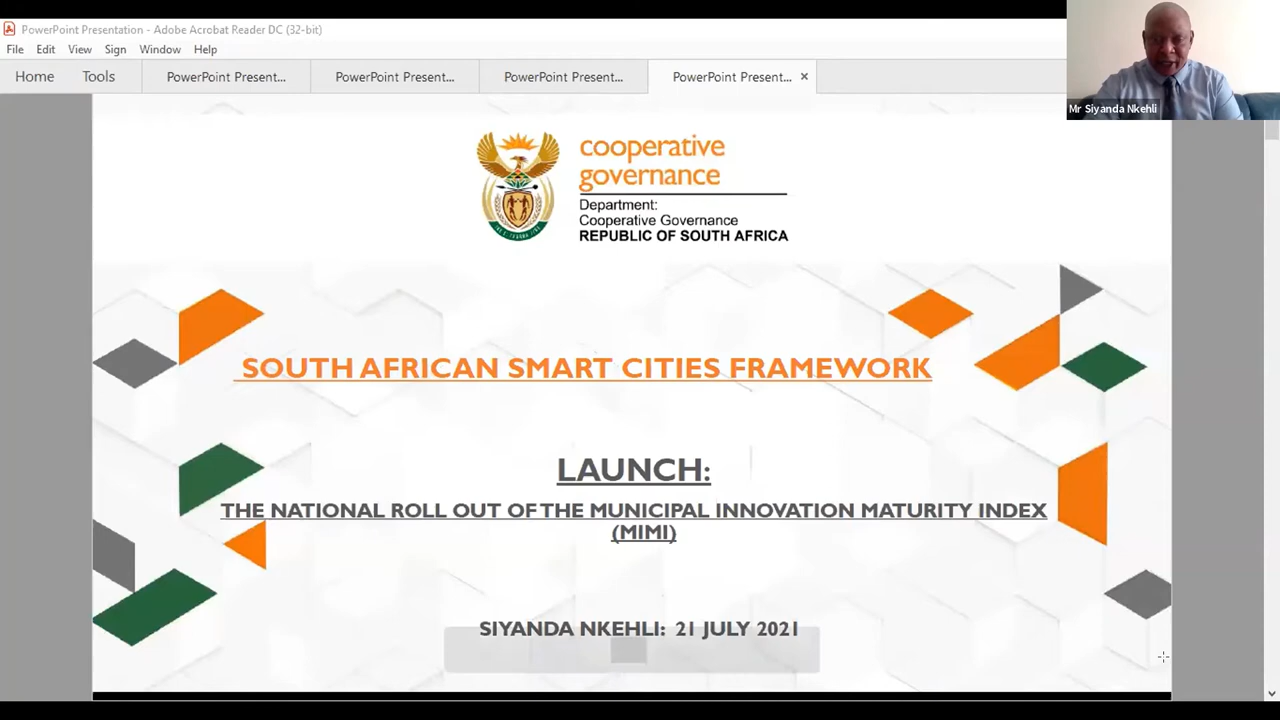 PowerPoint Presentation - Adobe Acrobat Reader DC (32-bit)
File Edit View Sign Window Help
Home Tools PowerPoint Present... PowerPoint Present... PowerPoint Present... PowerPoint Present... ×
Mr Siyanda Nkehli
cooperative
governance
Department:
Cooperative Governance
REPUBLIC OF SOUTH AFRICA
SOUTH AFRICAN SMART CITIES FRAMEWORK
LAUNCH:
THE NATIONAL ROLL OUT OF THE MUNICIPAL INNOVATION MATURITY INDEX
(MIMI)
SIYANDA NKEHLI: 21 JULY 2021